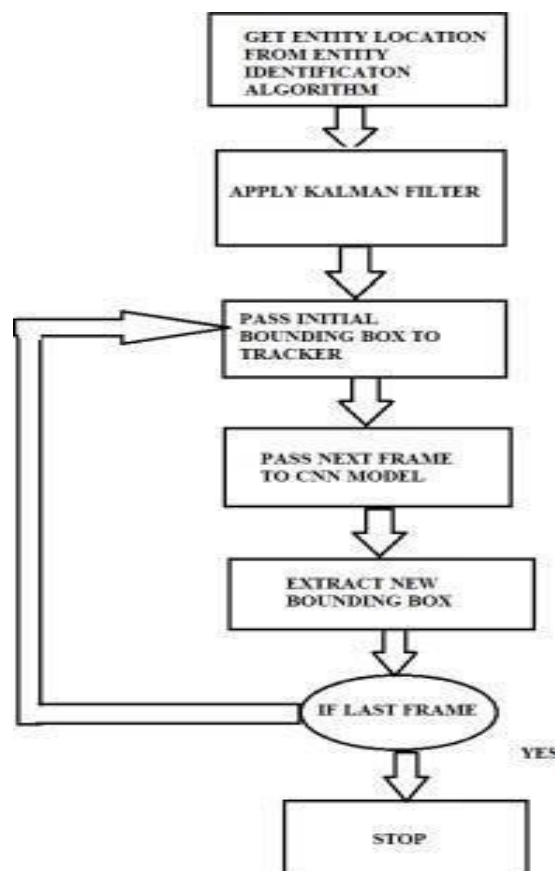 GET ENTITY LOCATION
FROM ENTITY
IDENTIFICATON
ALGORITHM
APPLY KALMAN FILTER
PASS INITIAL
BOUNDING BOX TO
TRACKER
PASS NEXT FRAME
TO CNN MODEL
EXTRACT NEW
BOUNDING BOX
IF LAST FRAME
YES
STOP